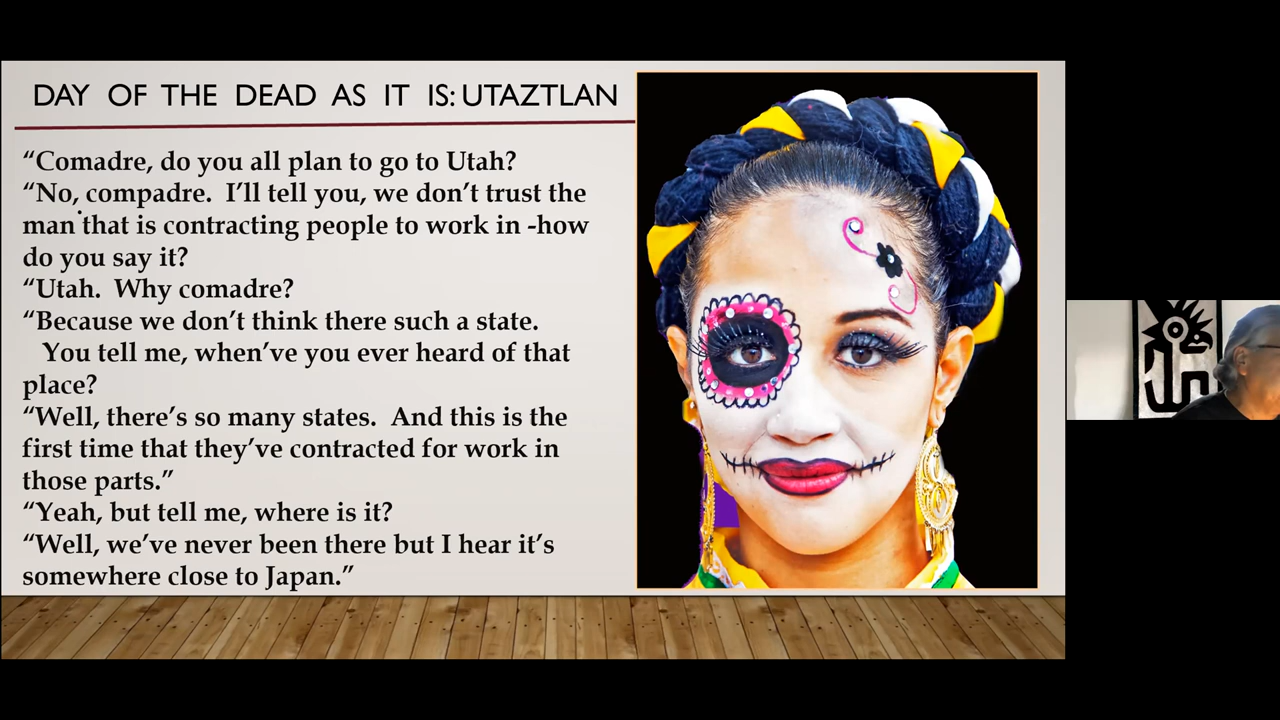 DAY OF THE DEAD AS IT IS: UTAZTLAN
“Comadre, do you all plan to go to Utah?
“No, compadre. I’ll tell you, we don’t trust the
man that is contracting people to work in -how
do you say it?
“Utah. Why comadre?
“Because we don’t think there such a state.
You tell me, when’ve you ever heard of that
place?
“Well, there’s so many states. And this is the
first time that they’ve contracted for work in
those parts.”
“Yeah, but tell me, where is it?
“Well, we’ve never been there but I hear it’s
somewhere close to Japan.”